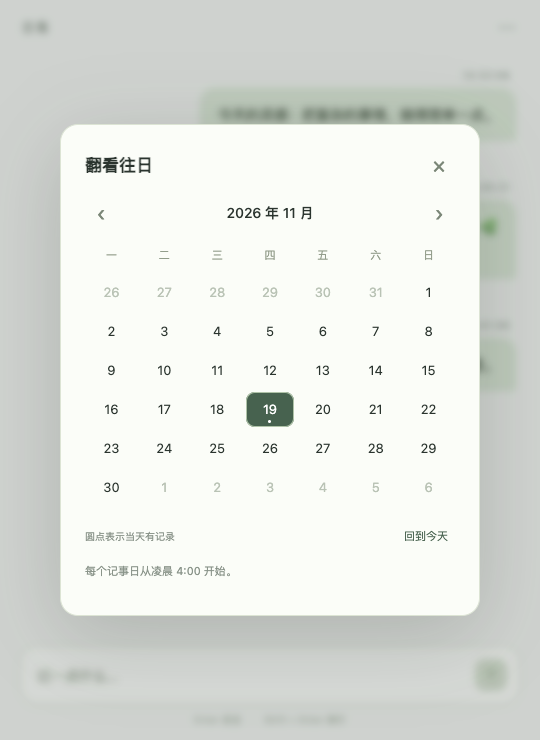 翻看往日 ×
‹ 2026 年 11 月 ›
一 二 三 四 五 六 日
26 27 28 29 30 31 1
2 3 4 5 6 7 8
9 10 11 12 13 14 15
16 17 18 19 20 21 22
23 24 25 26 27 28 29
30 1 2 3 4 5 6
圆点表示当天有记录 回到今天
每个记事日从凌晨 4:00 开始。